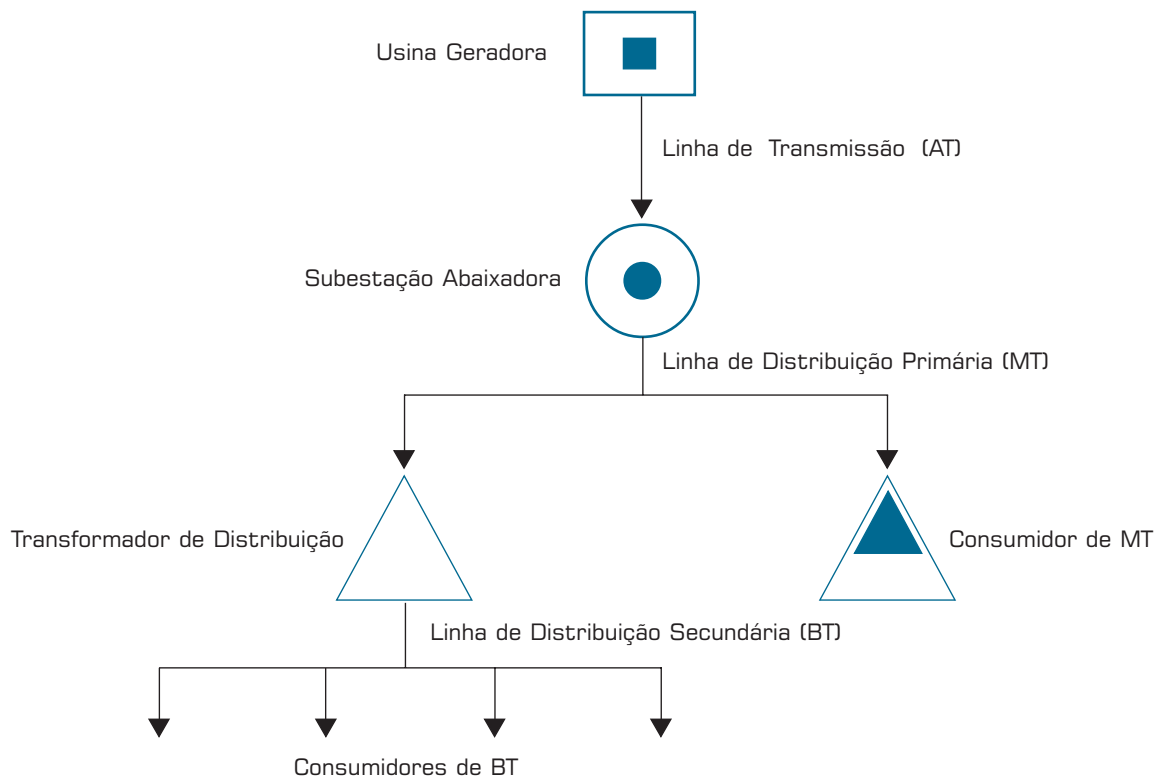 Usina Geradora
Linha de Transmissão (AT)
Subestação Abaixadora
Linha de Distribuição Primária (MT)
Transformador de Distribuição
Consumidor de MT
Linha de Distribuição Secundária (BT)
Consumidores de BT